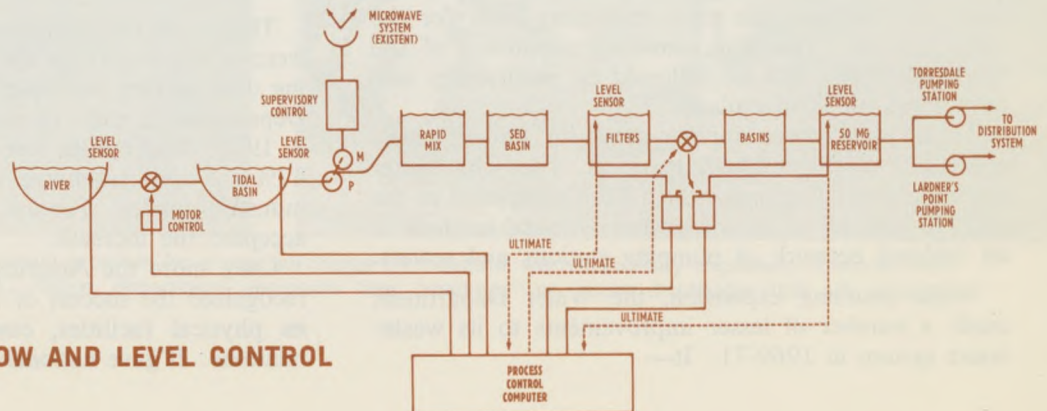 MICROWAVE
SYSTEM
(EXISTENT)
SUPERVISORY
CONTROL
M
P
LEVEL
SENSOR
RIVER
MOTOR
CONTROL
LEVEL
SENSOR
TIDAL
BASIN
RAPID
MIX
SED
BASIN
LEVEL
SENSOR
FILTERS
BASINS
LEVEL
SENSOR
50 MG
RESERVOIR
TORRESDALE
PUMPING
STATION
TO
DISTRIBUTION
SYSTEM
LARDNER'S
POINT
PUMPING
STATION
ULTIMATE
ULTIMATE
ULTIMATE
OW AND LEVEL CONTROL
PROCESS
CONTROL
COMPUTER